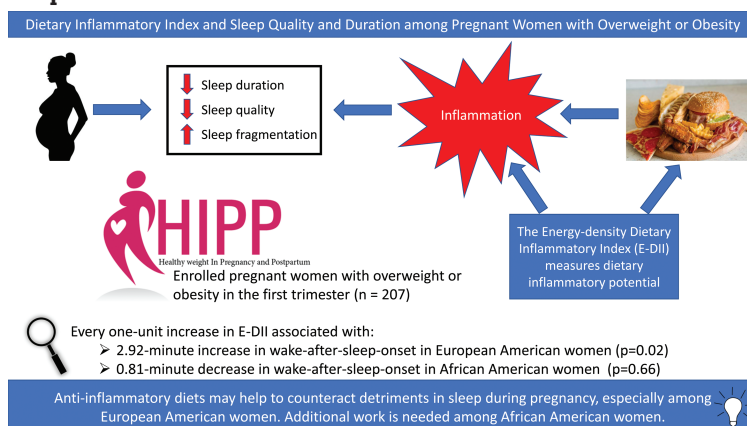 Dietary Inflammatory Index and Sleep Quality and Duration among Pregnant Women with Overweight or Obesity
Sleep duration
Sleep quality
Sleep fragmentation
Inflammation
HIPP
Healthy weight In Pregnancy and Postpartum
Enrolled pregnant women with overweight or
obesity in the first trimester (n = 207)
The Energy-density Dietary
Inflammatory Index (E-DII)
measures dietary
inflammatory potential
Every one-unit increase in E-DII associated with:
➢ 2.92-minute increase in wake-after-sleep-onset in European American women (p=0.02)
➢ 0.81-minute decrease in wake-after-sleep-onset in African American women (p=0.66)
Anti-inflammatory diets may help to counteract detriments in sleep during pregnancy, especially among
European American women. Additional work is needed among African American women.